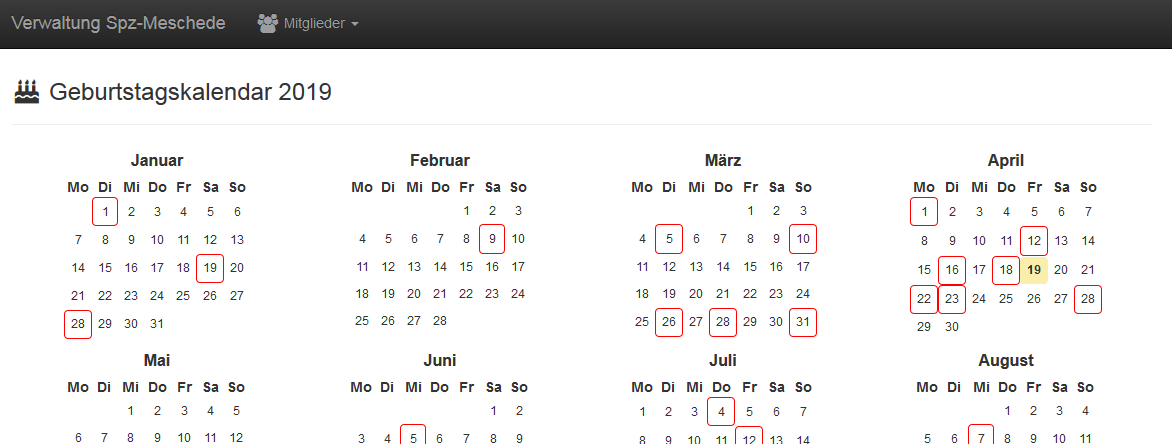 Verwaltung Spz-Meschede Mitglieder
Geburtstagskalendar 2019
Januar Februar März April
Mo Di Mi Do Fr Sa So Mo Di Mi Do Fr Sa So Mo Di Mi Do Fr Sa So Mo Di Mi Do Fr Sa So
1 2 3 4 5 6 1 2 3 1 2 3 1 2 3 4 5 6 7
7 8 9 10 11 12 13 4 5 6 7 8 9 10 4 5 6 7 8 9 10 8 9 10 11 12 13 14
14 15 16 17 18 19 20 11 12 13 14 15 16 17 11 12 13 14 15 16 17 15 16 17 18 19 20 21
21 22 23 24 25 26 27 18 19 20 21 22 23 24 18 19 20 21 22 23 24 22 23 24 25 26 27 28
28 29 30 31 25 26 27 28 25 26 27 28 29 30 31 29 30
Mai Juni Juli August
Mo Di Mi Do Fr Sa So Mo Di Mi Do Fr Sa So Mo Di Mi Do Fr Sa So Mo Di Mi Do Fr Sa So
1 2 3 4 5 1 2 1 2 3 4 5 6 7 1 2 3 4
6 7 8 9 10 11 12 3 4 5 6 7 8 9 8 9 10 11 12 13 14 5 6 7 8 9 10 11